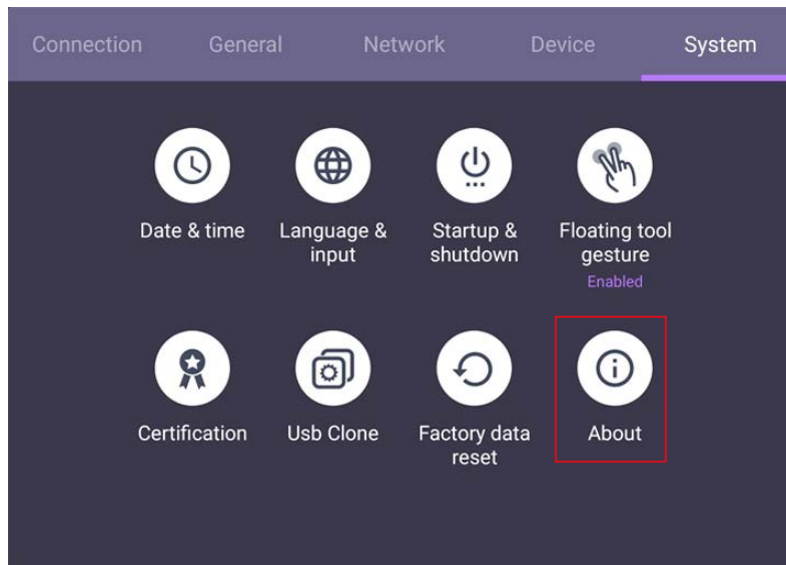 Connection General Network Device System
Date & time
Language &
input
Startup &
shutdown
Floating tool
gesture
Enabled
Certification
Usb Clone
Factory data
reset
About